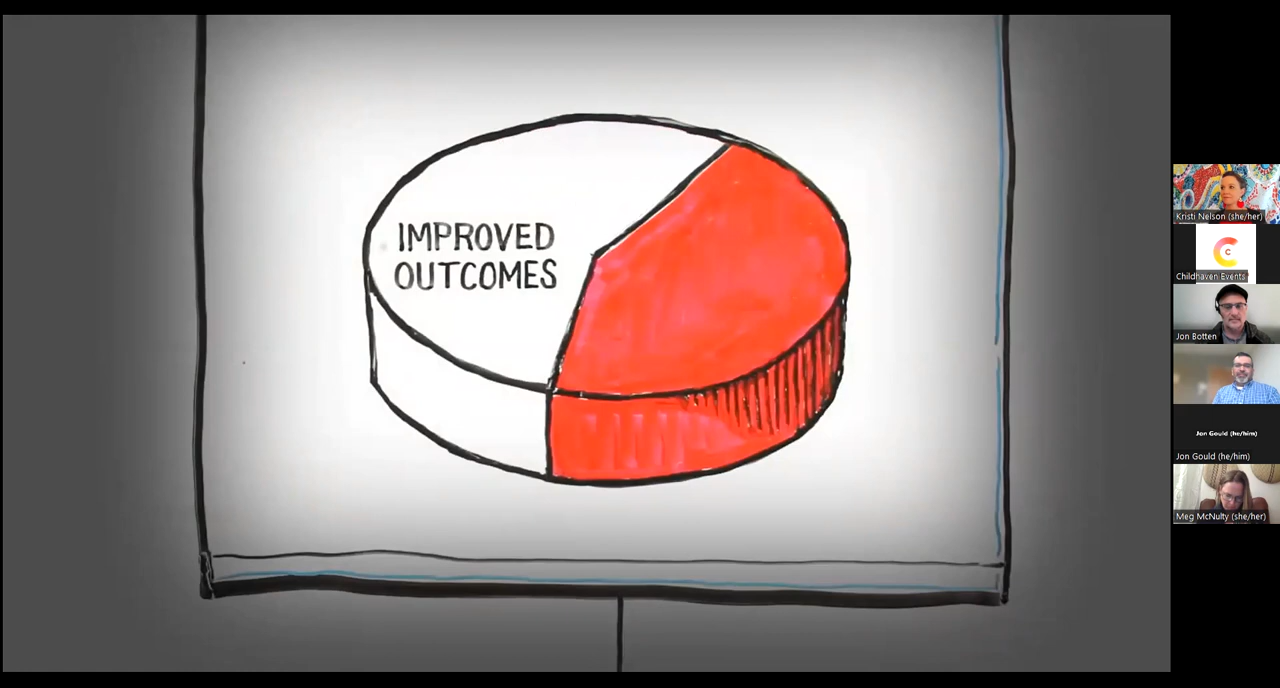 IMPROVED
OUTCOMES
Kristi Nelson (she/her)
C
Childhaven Events
Jon Botten
Jon Gould (he/him)
Jon Gould (he/him)
Meg McNulty (she/her)